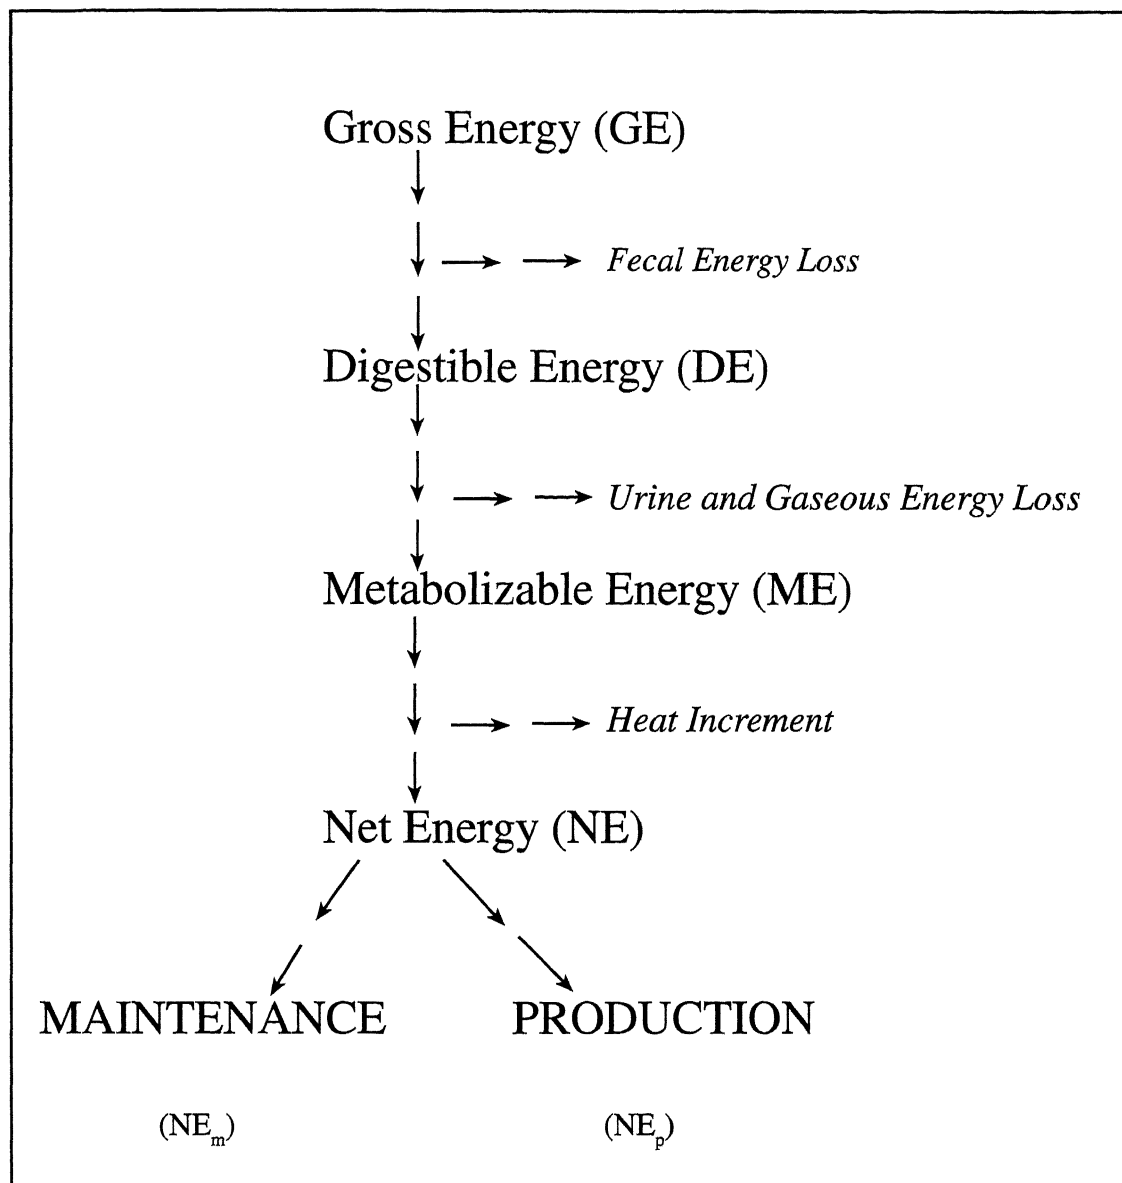 Gross Energy (GE)
Fecal Energy Loss
Digestible Energy (DE)
Urine and Gaseous Energy Loss
Metabolizable Energy (ME)
Heat Increment
Net Energy (NE)
MAINTENANCE PRODUCTION
(NEm) (NEp)